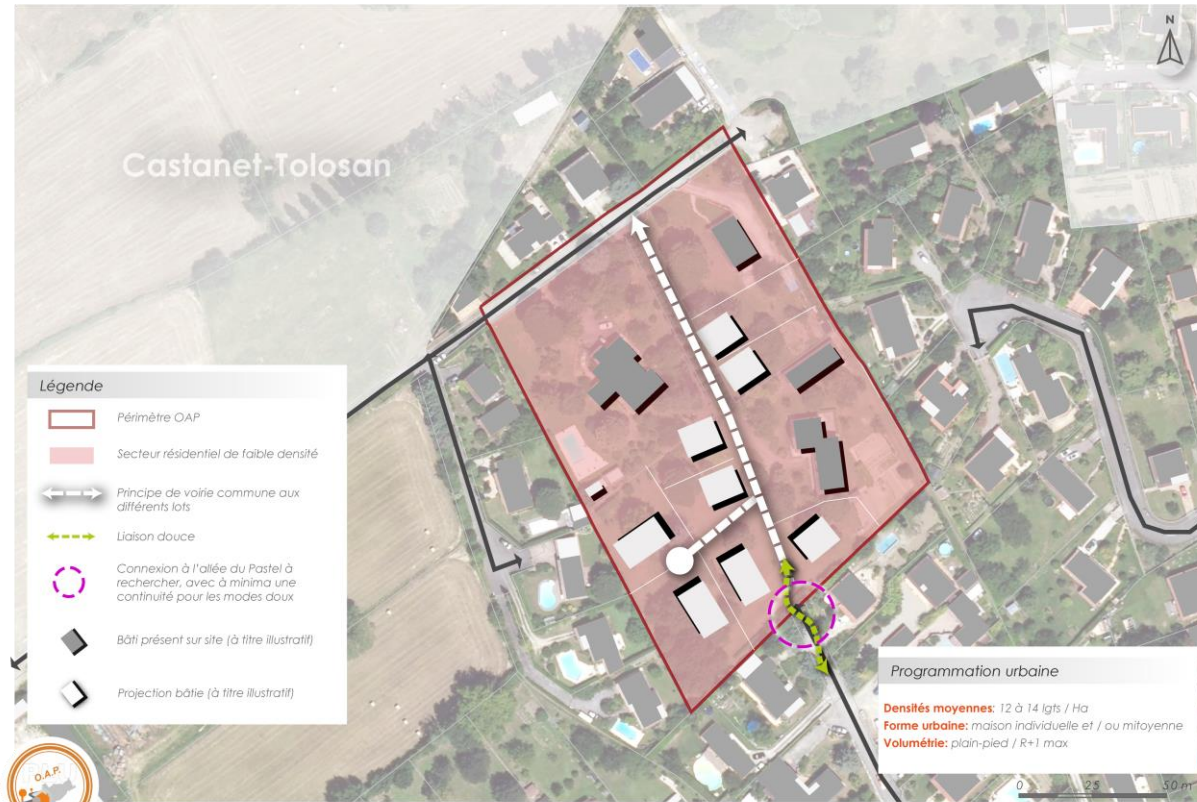 N
Castanet-Tolosan
Légende
Périmètre OAP
Secteur résidentiel de faible densité
Principe de voirie commune aux
différents lots
Liaison douce
Connexion à l'allée du Pastel à
rechercher, avec à minima une
continuité pour les modes doux
Bâti présent sur site (à titre illustratif)
Projection bâtie (à titre illustratif)
Programmation urbaine
Densités moyennes: 12 à 14 lgts / Ha
Forme urbaine: maison individuelle et / ou mitoyenne
Volumétrie: plain-pied / R+1 max
0 25 50 m
O.A.P.